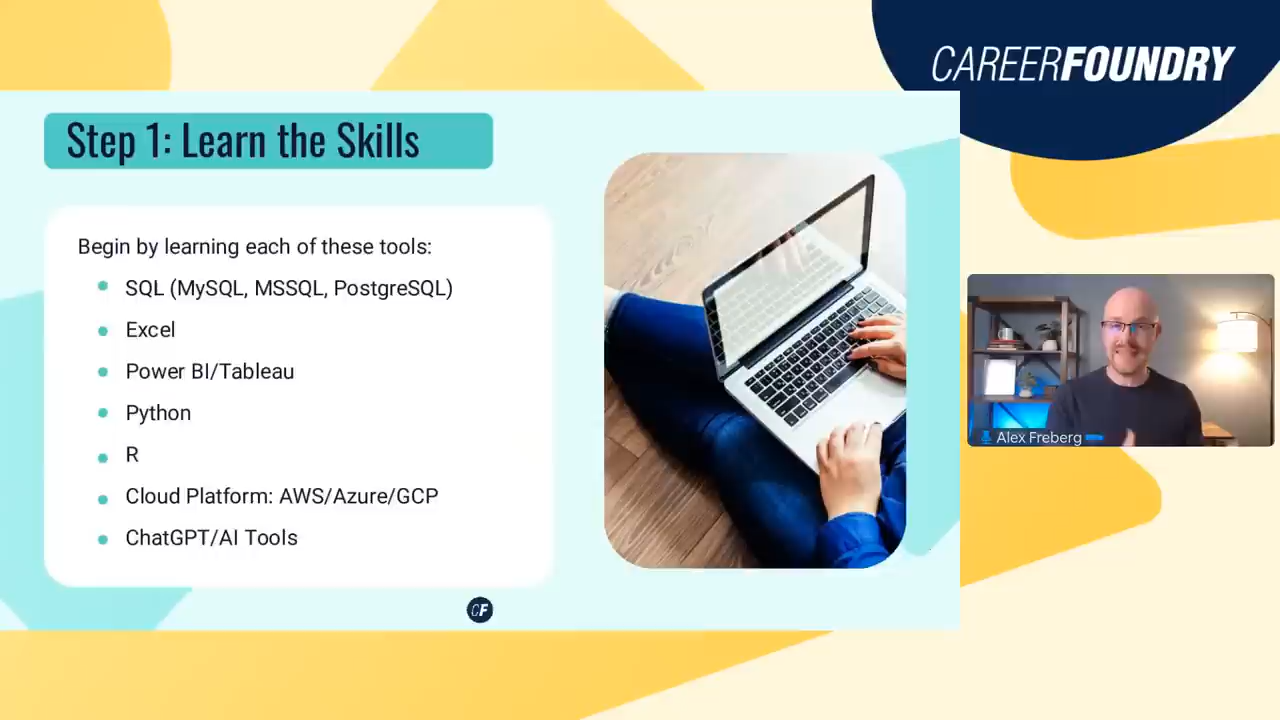 CAREERFOUNDRY
Step 1: Learn the Skills
Begin by learning each of these tools:
SQL (MySQL, MSSQL, PostgreSQL)
Excel
Power BI/Tableau
Python
R
Cloud Platform: AWS/Azure/GCP
ChatGPT/AI Tools
Alex Freberg
CF